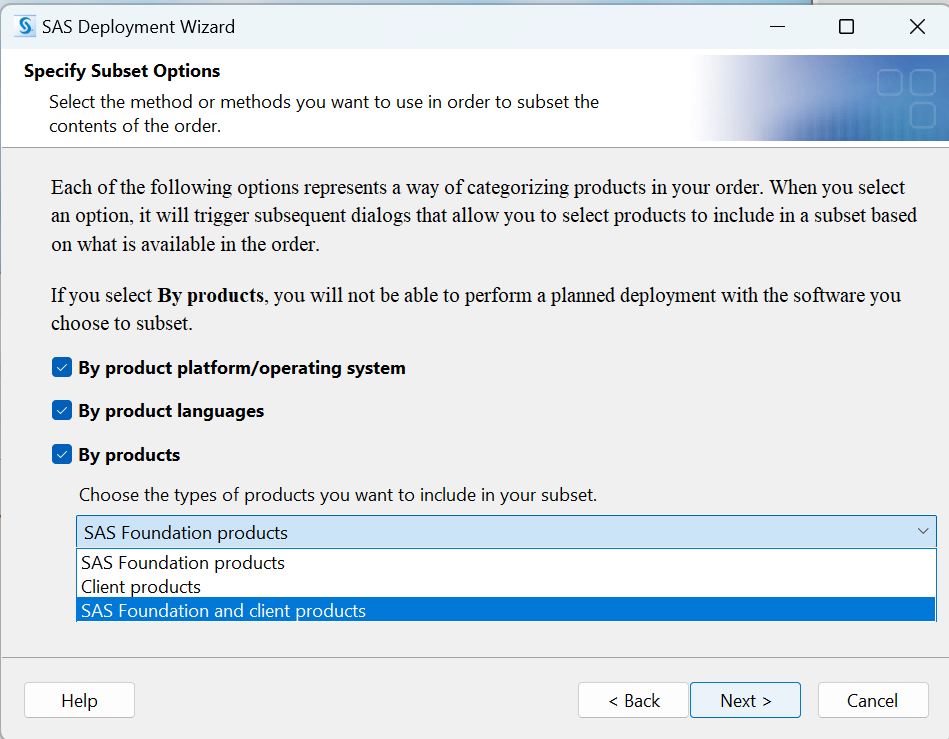 SAS Deployment Wizard
Specify Subset Options
Select the method or methods you want to use in order to subset the
contents of the order.
Each of the following options represents a way of categorizing products in your order. When you select
an option, it will trigger subsequent dialogs that allow you to select products to include in a subset based
on what is available in the order.
If you select By products, you will not be able to perform a planned deployment with the software you
choose to subset.
By product platform/operating system
By product languages
By products
Choose the types of products you want to include in your subset.
SAS Foundation products
SAS Foundation products
Client products
SAS Foundation and client products
Help
< Back
Next >
Cancel